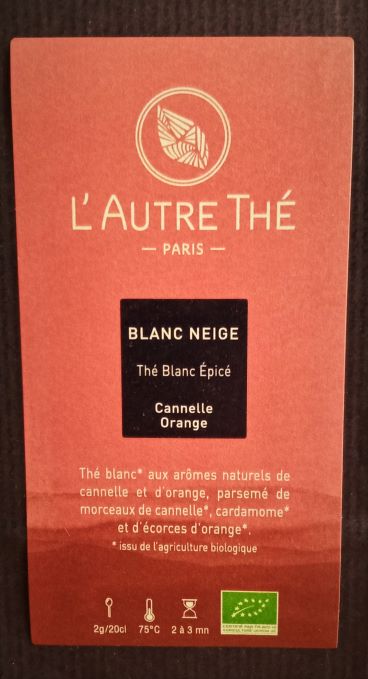 L'AUTRE THÉ
— PARIS —
BLANC NEIGE
Thé Blanc Épicé
Cannelle
Orange
Thé blanc* aux arômes naturels de
cannelle et d'orange, parsemé de
morceaux de cannelle*, cardamome*
et d'écorces d'orange*.
* issu de l'agriculture biologique
2g/20cl 75°C 2 à 3 mn